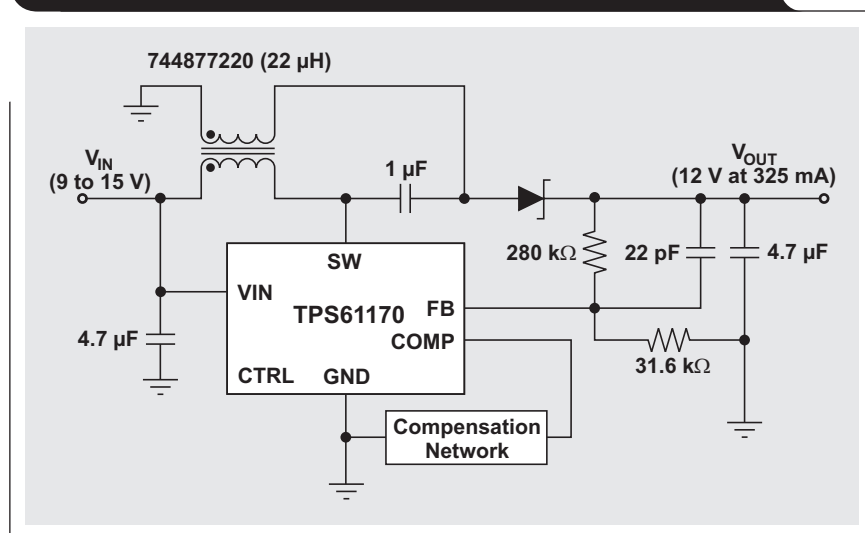 744877220 (22 µH)
V_IN
(9 to 15 V)
1 µF
V_OUT
(12 V at 325 mA)
SW
280 kΩ
22 pF
4.7 µF
VIN
TPS61170
FB
COMP
4.7 µF
31.6 kΩ
CTRL
GND
Compensation
Network